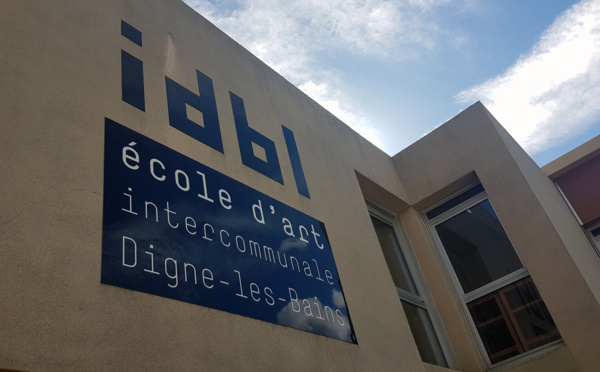 idbl
école d'art
intercommunale
Digne-les-Bains